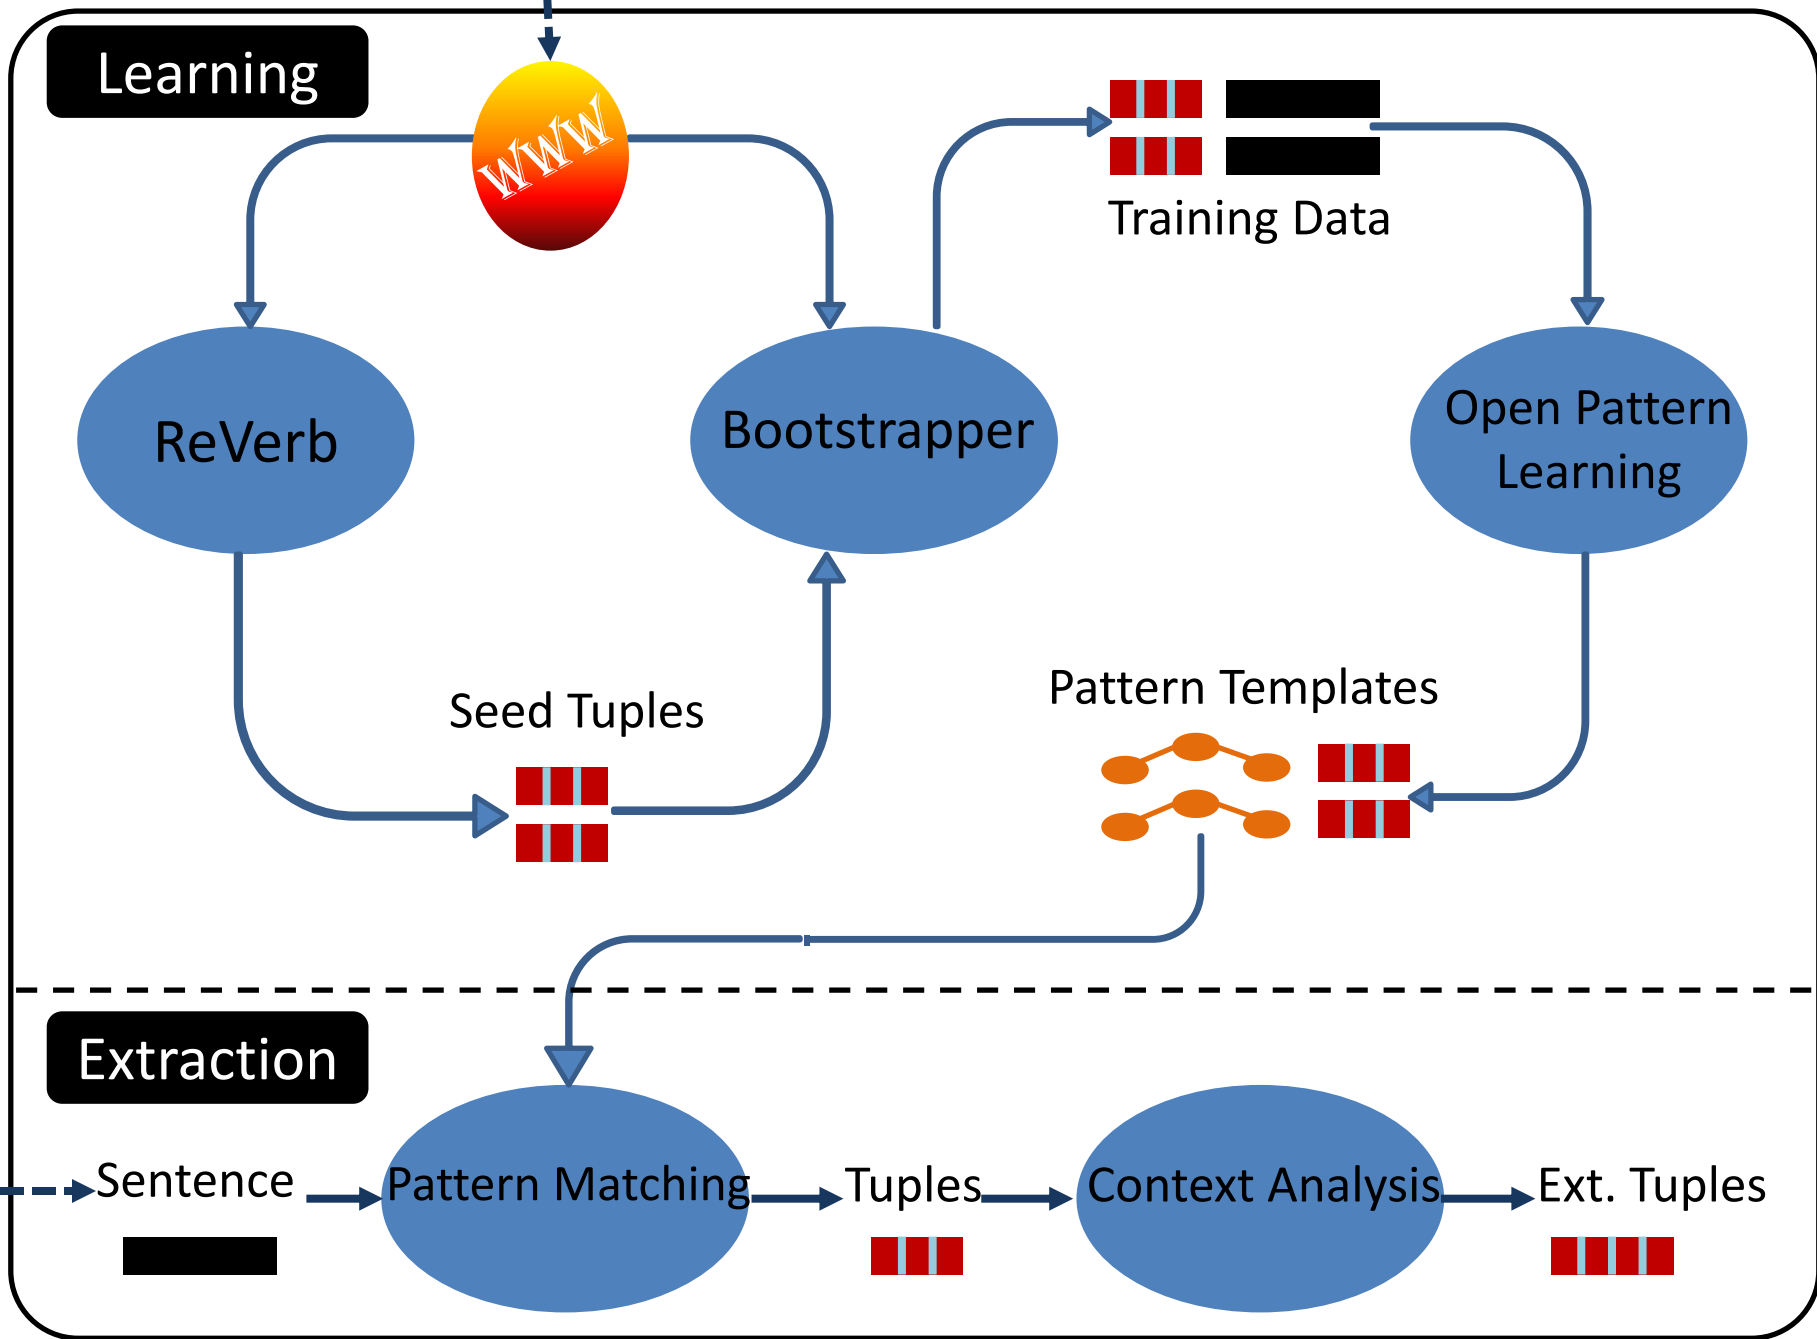 Learning
WWW
Training Data
ReVerb
Bootstrapper
Open Pattern
Learning
Seed Tuples
Pattern Templates
Extraction
Sentence
Pattern Matching
Tuples
Context Analysis
Ext. Tuples